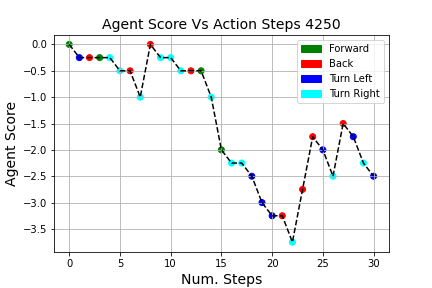 Agent Score Vs Action Steps 4250
Forward
Back
Turn Left
Turn Right
0.0
−0.5
−1.0
−1.5
−2.0
−2.5
−3.0
−3.5
Agent Score
0 5 10 15 20 25 30
Num. Steps